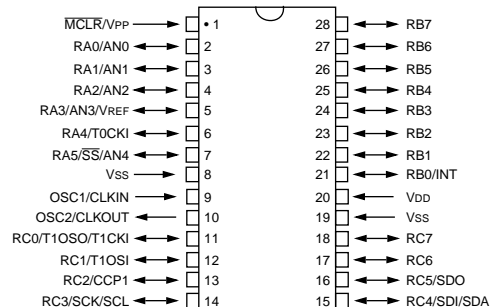 MCLR/VPP • 1 28 RB7
RA0/AN0 2 27 RB6
RA1/AN1 3 26 RB5
RA2/AN2 4 25 RB4
RA3/AN3/VREF 5 24 RB3
RA4/T0CKI 6 23 RB2
RA5/SS/AN4 7 22 RB1
VSS 8 21 RB0/INT
OSC1/CLKIN 9 20 VDD
OSC2/CLKOUT 10 19 VSS
RC0/T1OSO/T1CKI 11 18 RC7
RC1/T1OSI 12 17 RC6
RC2/CCP1 13 16 RC5/SDO
RC3/SCK/SCL 14 15 RC4/SDI/SDA